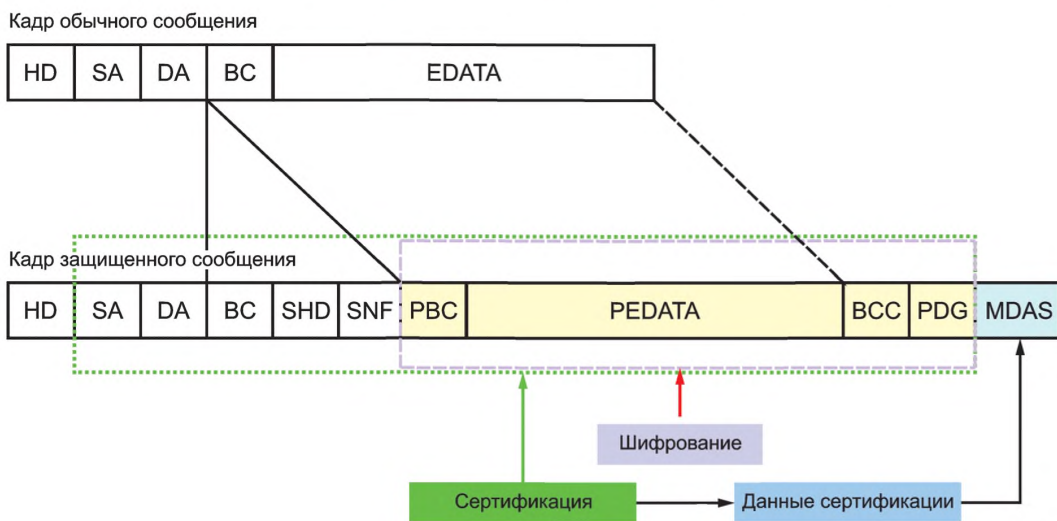 Кадр обычного сообщения
HD SA DA BC EDATA
Кадр защищенного сообщения
HD SA DA BC SHD SNF PBC PEDATA BCC PDG MDAS
Шифрование
Сертификация Данные сертификации